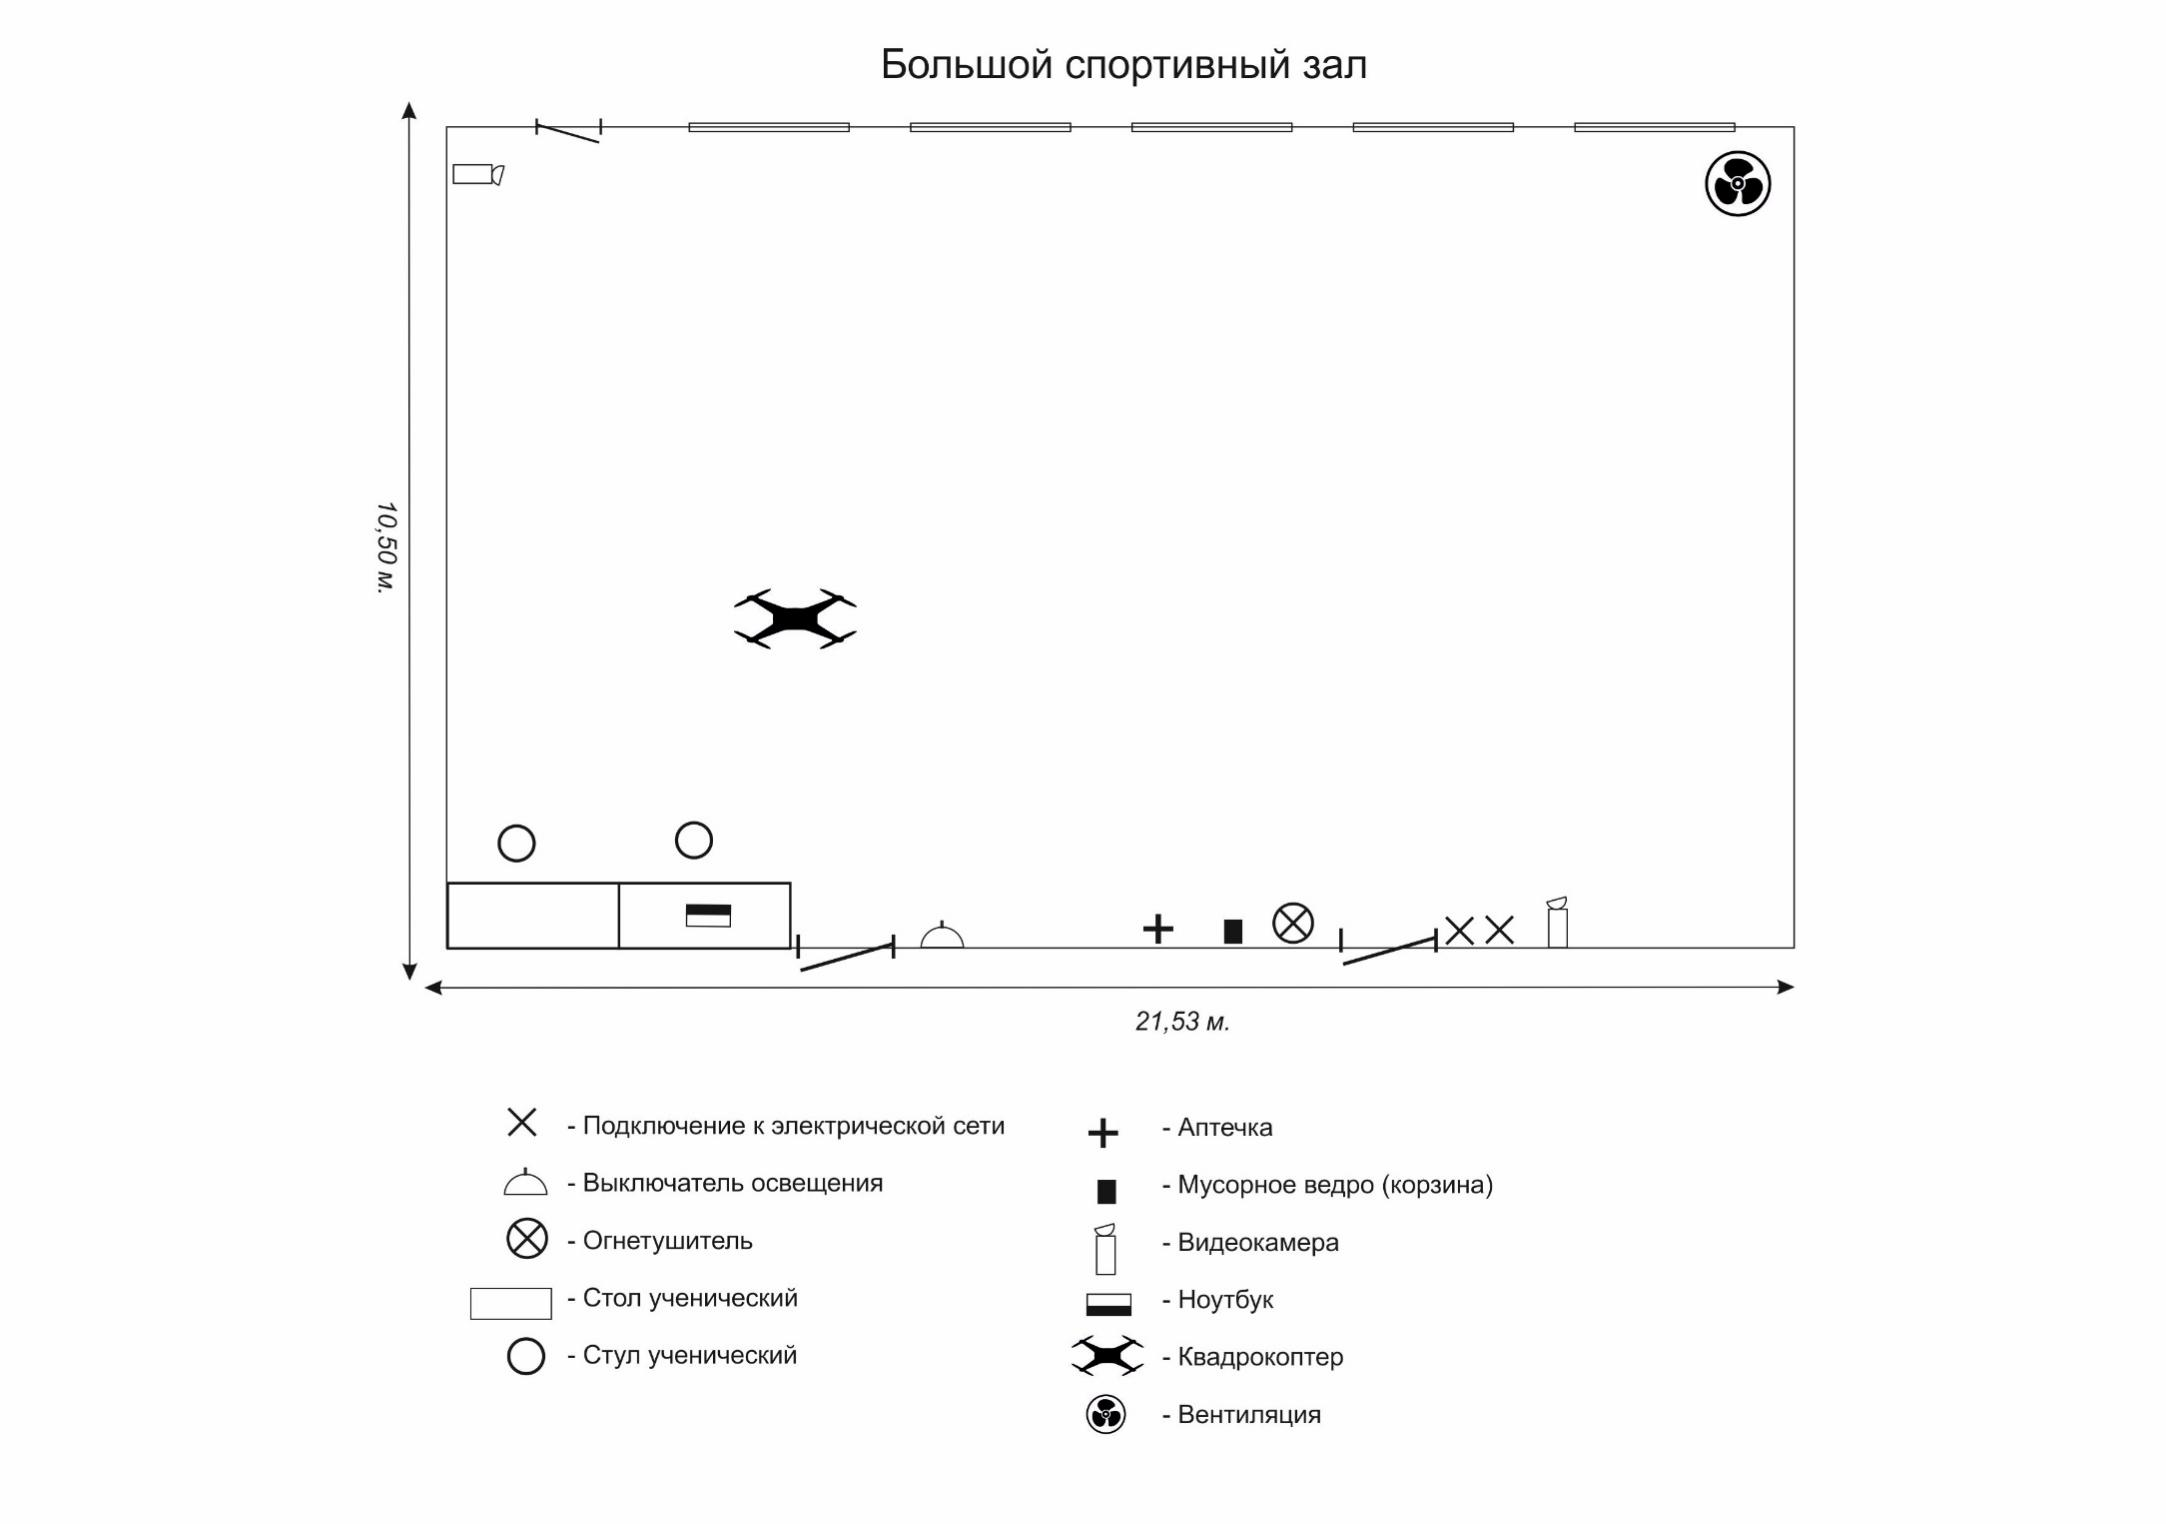 Большой спортивный зал
10,50 м.
21,53 м.
- Подключение к электрической сети
- Выключатель освещения
- Огнетушитель
- Стол ученический
- Стул ученический
- Аптечка
- Мусорное ведро (корзина)
- Видеокамера
- Ноутбук
- Квадрокоптер
- Вентиляция